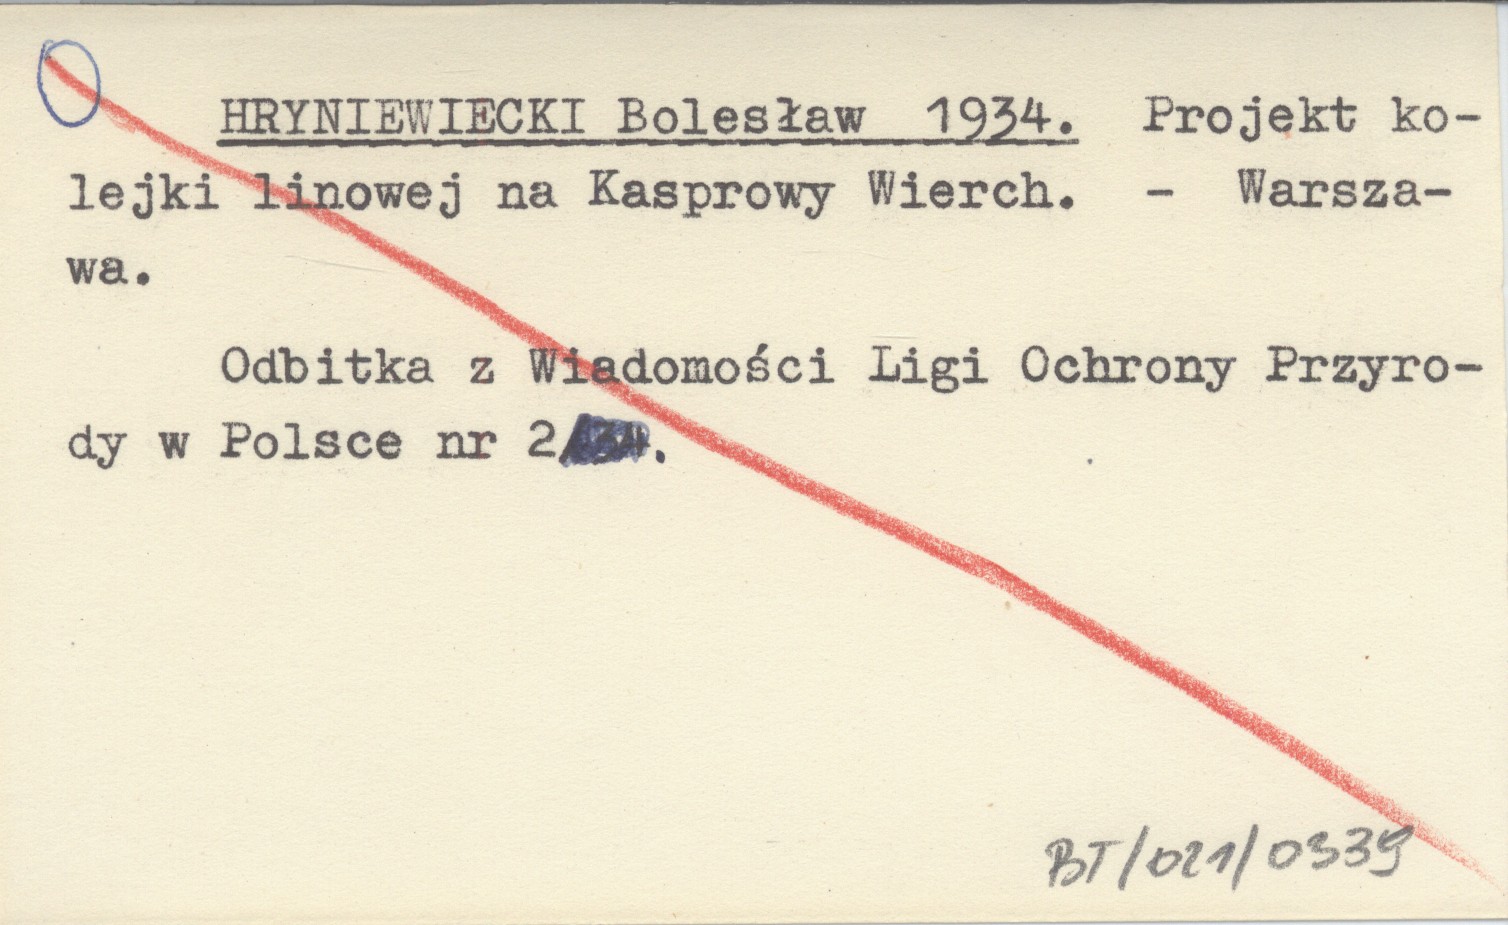 HRYNIEWIECKI Bolesław 1934. Projekt ko-
lejki linowej na Kasprowy Wierch. - Warsza-
wa.
Odbitka z Wiadomości Ligi Ochrony Przyro-
dy w Polsce nr 2/34.
BT/021/0339